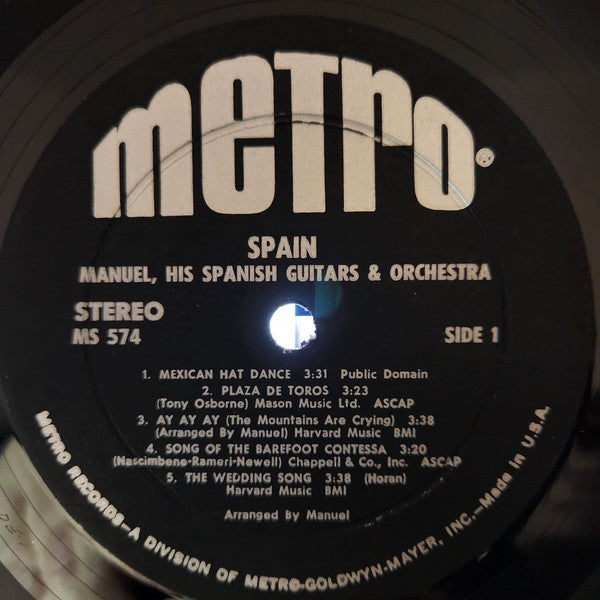 metro®
SPAIN
MANUEL, HIS SPANISH GUITARS & ORCHESTRA
STEREO
MS 574
SIDE 1
1. MEXICAN HAT DANCE 3:31 Public Domain
2. PLAZA DE TOROS 3:23
(Tony Osborne) Mason Music Ltd. ASCAP
3. AY AY AY (The Mountains Are Crying) 3:38
(Arranged By Manuel) Harvard Music BMI
4. SONG OF THE BAREFOOT CONTESSA 3:20
(Nascimbene-Rameri-Newell) Chappell & Co., Inc. ASCAP
5. THE WEDDING SONG 3:38 (Horan)
Harvard Music BMI
Arranged By Manuel
METRO RECORDS—A DIVISION OF METRO-GOLDWYN-MAYER, INC.—Made in U.S.A.